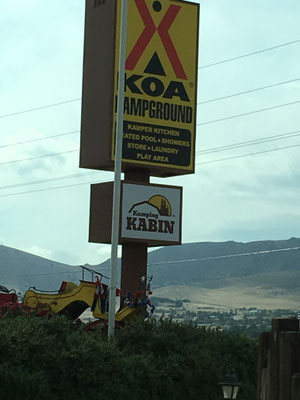 KOA
CAMPGROUND
KAMPER KITCHEN
HEATED POOL • SHOWERS
STORE • LAUNDRY
PLAY AREA
Kamping
KABIN